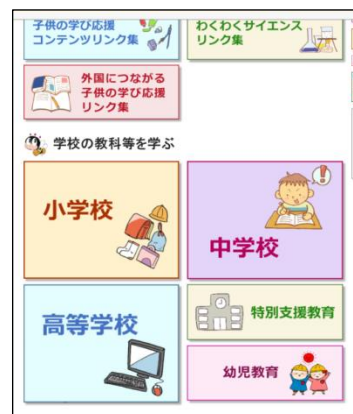 子供の学び応援
コンテンツリンク集
わくわくサイエンス
リンク集
外国につながる
子供の学び応援
リンク集
学校の教科等を学ぶ
小学校
中学校
高等学校
特別支援教育
幼児教育